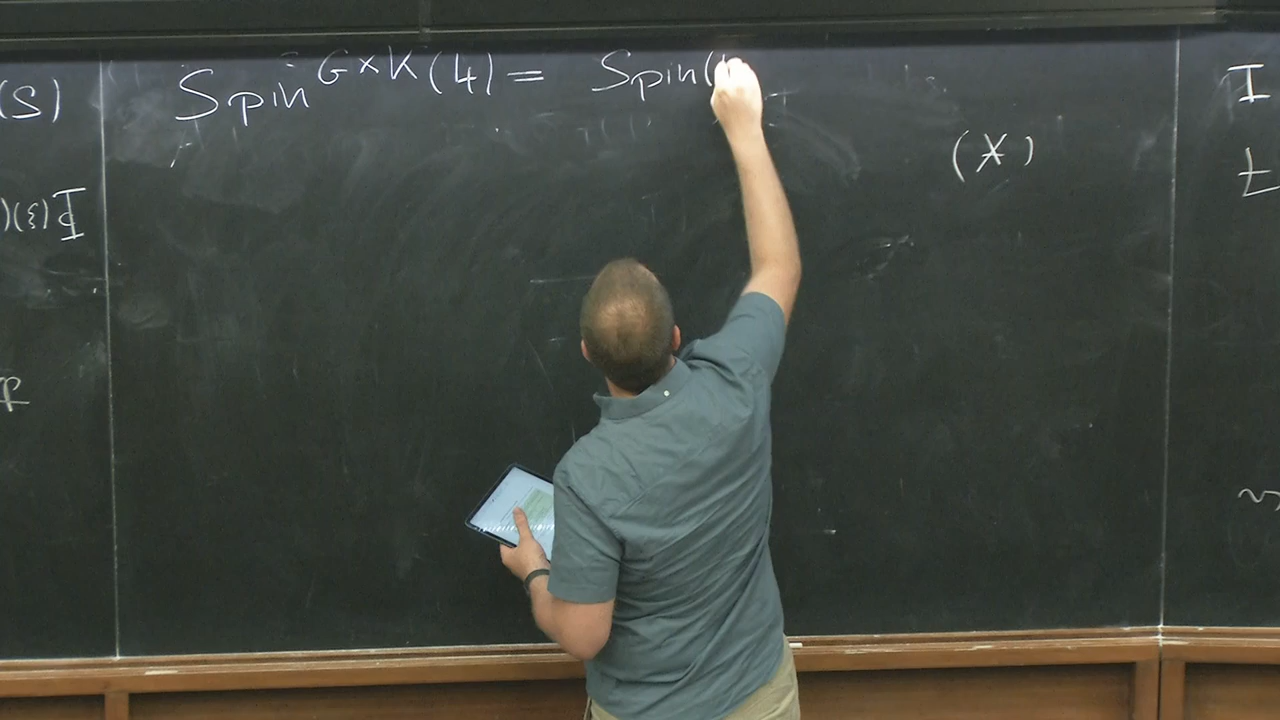 Spin^{G×K}(4) = Spin(
(S)
(*)
I
)(ξ)Φ